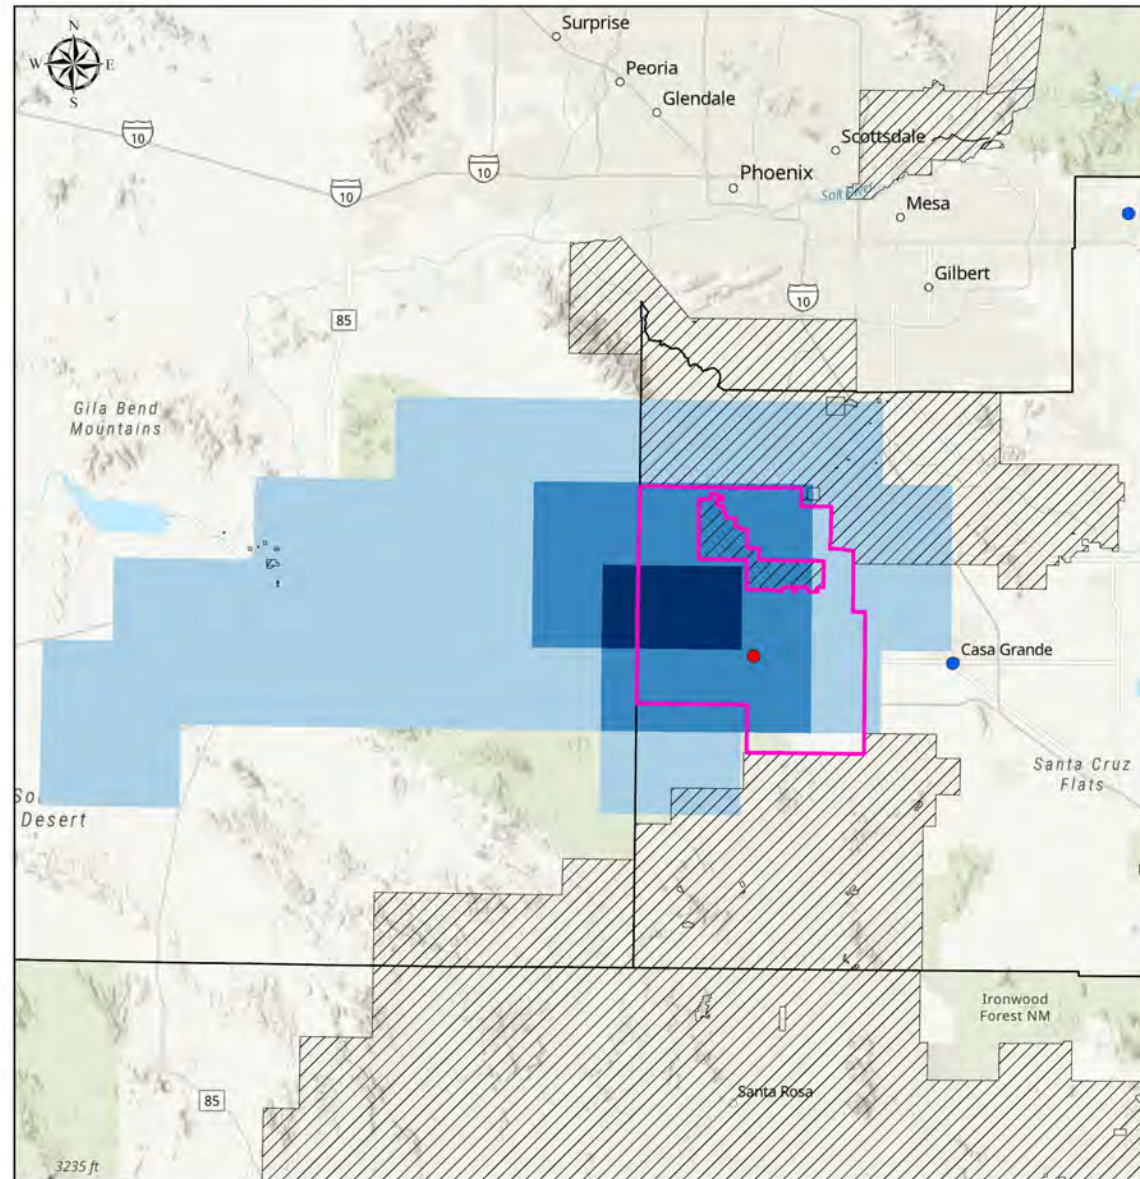 N
W E
S
Surprise
Peoria
Glendale
Scottsdale
Phoenix
Salt River
Mesa
Gilbert
10
10
10
10
85
Gila Bend
Mountains
Casa Grande
Santa Cruz
Flats
Desert
Ironwood
Forest NM
Santa Rosa
85
3235 ft